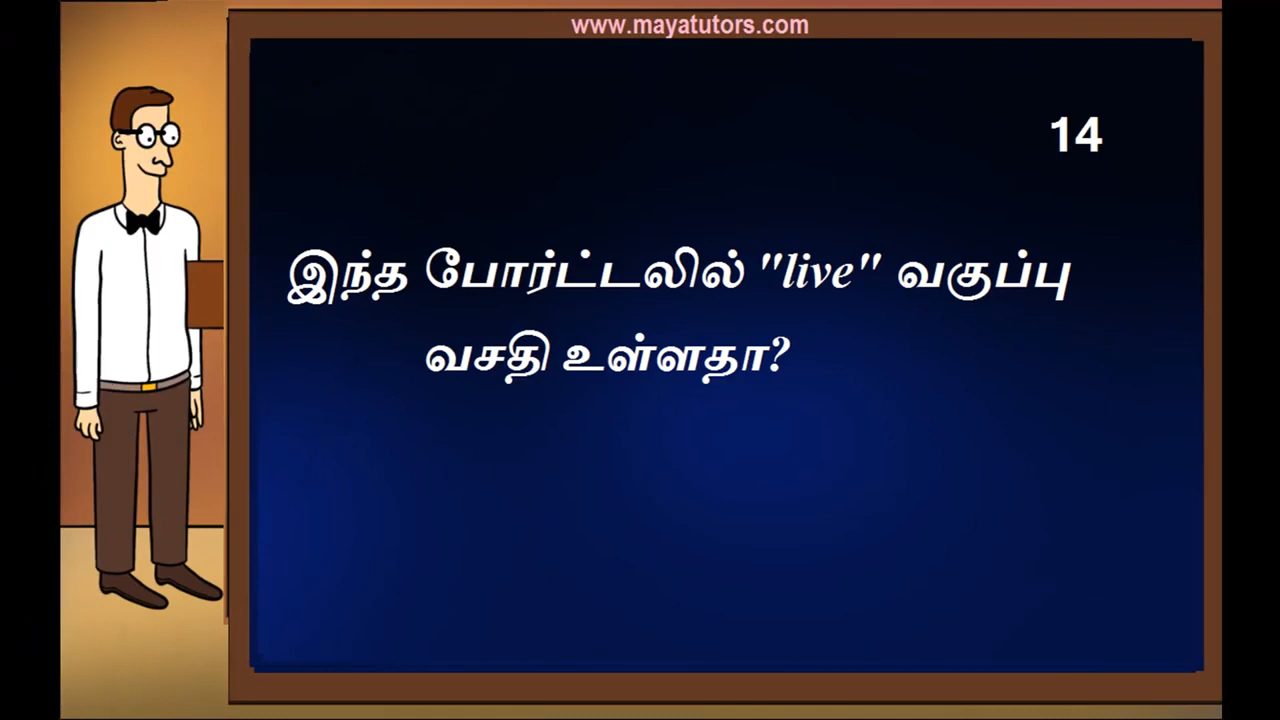 www.mayatutors.com
14
இந்த போர்ட்டலில் "live" வகுப்பு
வசதி உள்ளதா?